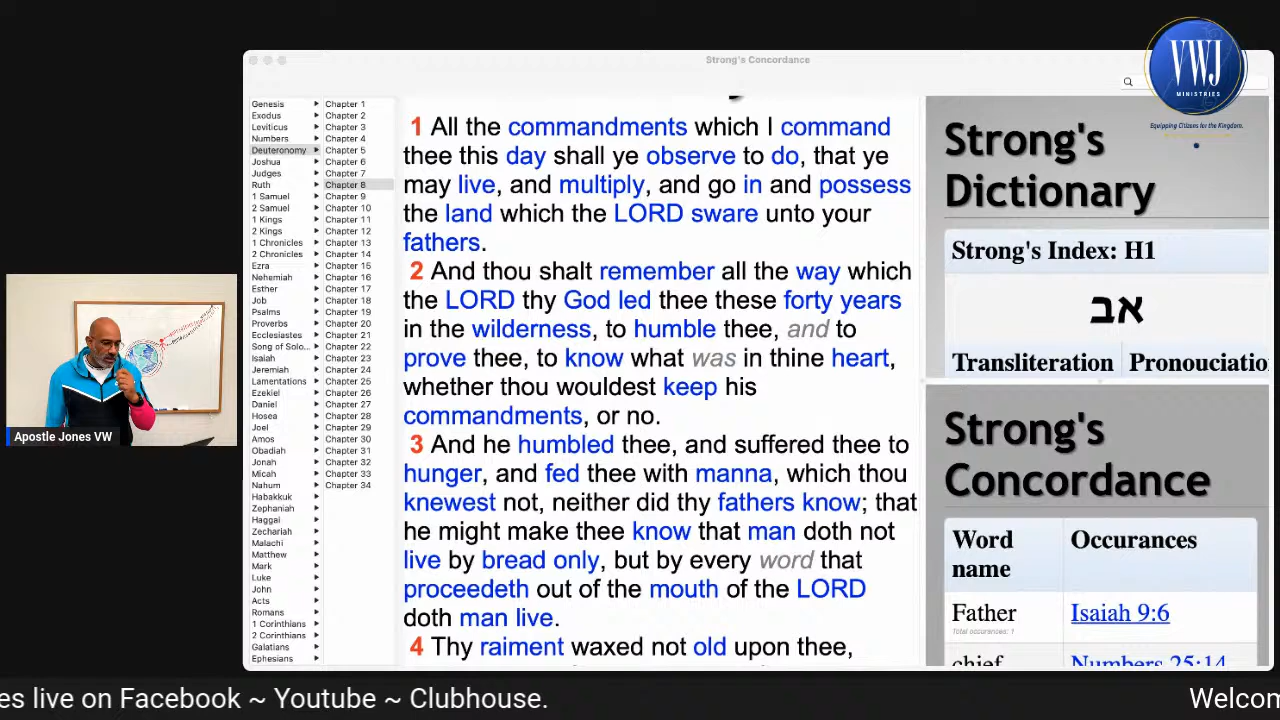 Strong's Concordance
VWJ
MINISTRIES
Equipping Citizens for the Kingdom.
Genesis
Exodus
Leviticus
Numbers
Deuteronomy
Joshua
Judges
Ruth
1 Samuel
2 Samuel
1 Kings
2 Kings
1 Chronicles
2 Chronicles
Ezra
Nehemiah
Esther
Job
Psalms
Proverbs
Ecclesiastes
Song of Solo...
Isaiah
Jeremiah
Lamentations
Ezekiel
Daniel
Hosea
Joel
Amos
Obadiah
Jonah
Micah
Nahum
Habakkuk
Zephaniah
Haggai
Zechariah
Malachi
Matthew
Mark
Luke
John
Acts
Romans
1 Corinthians
2 Corinthians
Galatians
Ephesians
Chapter 1
Chapter 2
Chapter 3
Chapter 4
Chapter 5
Chapter 6
Chapter 7
Chapter 8
Chapter 9
Chapter 10
Chapter 11
Chapter 12
Chapter 13
Chapter 14
Chapter 15
Chapter 16
Chapter 17
Chapter 18
Chapter 19
Chapter 20
Chapter 21
Chapter 22
Chapter 23
Chapter 24
Chapter 25
Chapter 26
Chapter 27
Chapter 28
Chapter 29
Chapter 30
Chapter 31
Chapter 32
Chapter 33
Chapter 34
1 All the commandments which I command
thee this day shall ye observe to do, that ye
may live, and multiply, and go in and possess
the land which the LORD sware unto your
fathers.
2 And thou shalt remember all the way which
the LORD thy God led thee these forty years
in the wilderness, to humble thee, and to
prove thee, to know what was in thine heart,
whether thou wouldest keep his
commandments, or no.
3 And he humbled thee, and suffered thee to
hunger, and fed thee with manna, which thou
knewest not, neither did thy fathers know; that
he might make thee know that man doth not
live by bread only, but by every word that
proceedeth out of the mouth of the LORD
doth man live.
4 Thy raiment waxed not old upon thee,
Strong's
Dictionary
Strong's Index: H1
אב
Transliteration Pronouciatio
Strong's
Concordance
Word name Occurances
Father Isaiah 9:6
Total occurences: 1
chief Numbers 25:14
Apostle Jones VW
es live on Facebook ~ Youtube ~ Clubhouse. Welcom